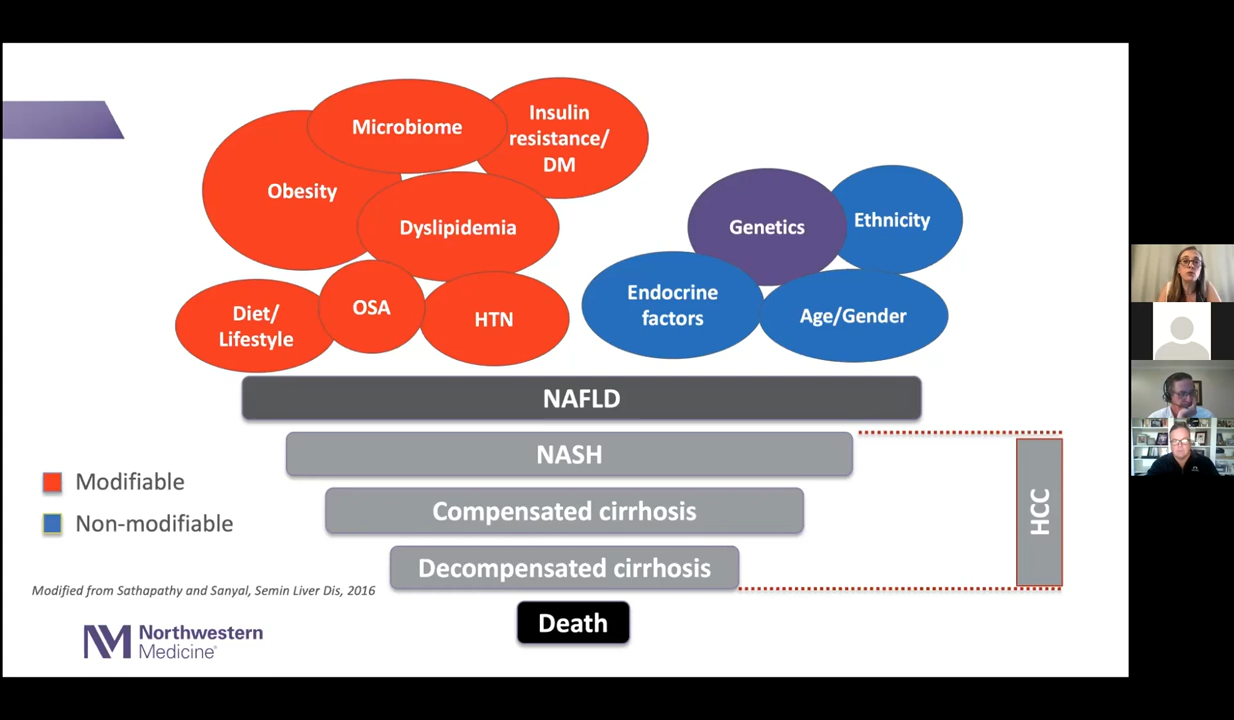 Microbiome
Insulin
resistance/
DM
Obesity
Dyslipidemia
Genetics
Ethnicity
Diet/
Lifestyle
OSA
HTN
Endocrine
factors
Age/Gender
NAFLD
NASH
Compensated cirrhosis
Decompensated cirrhosis
Death
HCC
Modifiable
Non-modifiable
Modified from Sathapathy and Sanyal, Semin Liver Dis, 2016
NM
Northwestern
Medicine®